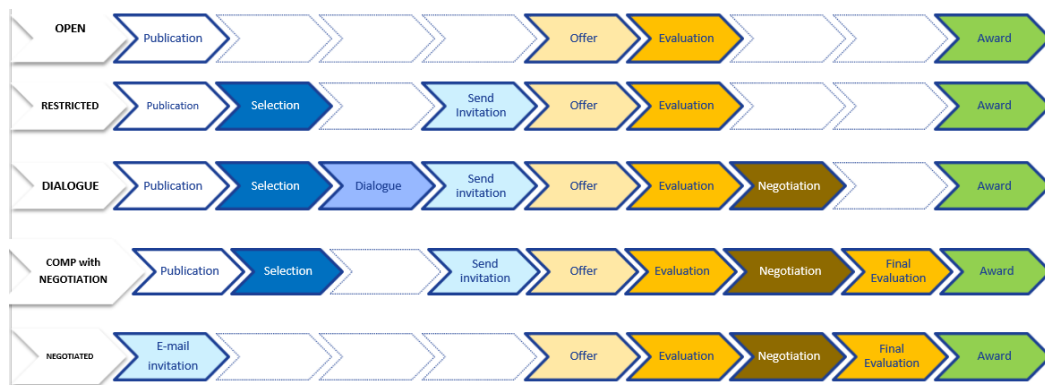 OPEN
Publication
Offer
Evaluation
Award
RESTRICTED
Publication
Selection
Send
Invitation
Offer
Evaluation
Award
DIALOGUE
Publication
Selection
Dialogue
Send
invitation
Offer
Evaluation
Negotiation
Award
COMP with
NEGOTIATION
Publication
Selection
Send
invitation
Offer
Evaluation
Negotiation
Final
Evaluation
Award
NEGOTIATED
E-mail
invitation
Offer
Evaluation
Negotiation
Final
Evaluation
Award